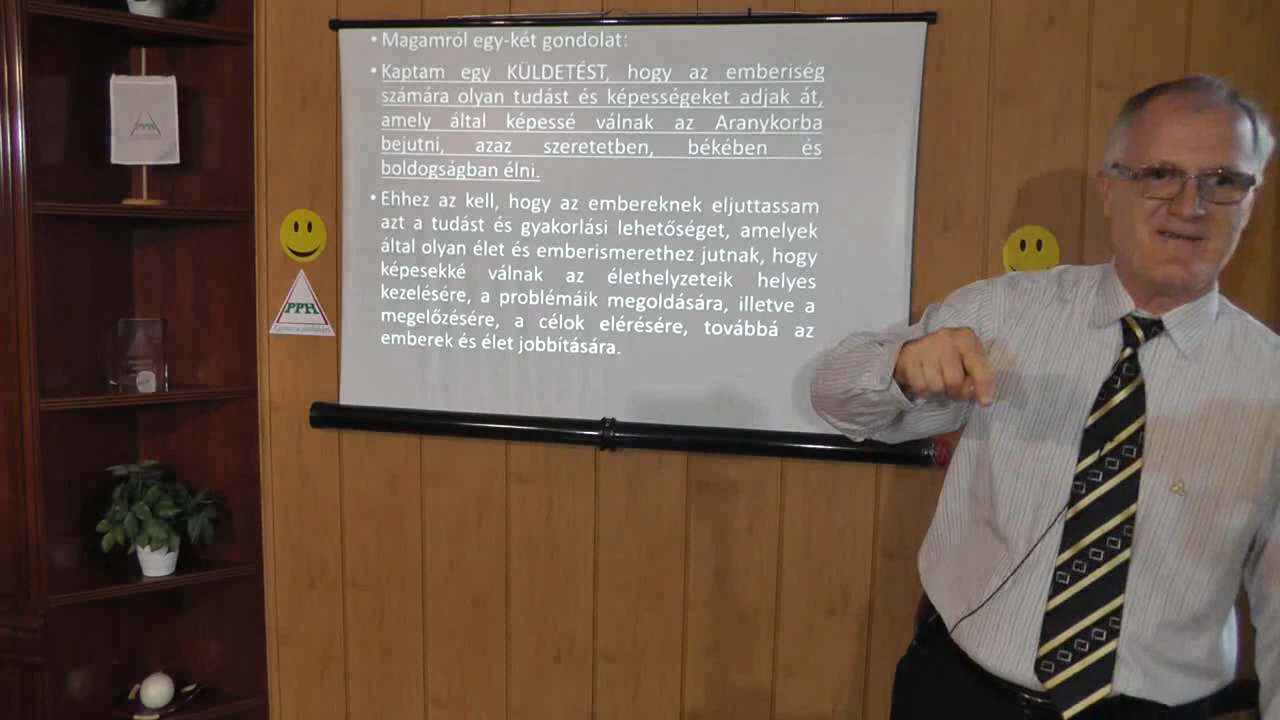 • Magamról egy-két gondolat:
• Kaptam egy KÜLDETÉST, hogy az emberiség
számára olyan tudást és képességeket adjak át,
amely által képessé válnak az Aranykorba
bejutni, azaz szeretetben, békében és
boldogságban élni.
• Ehhez az kell, hogy az embereknek eljuttassam
azt a tudást és gyakorlási lehetőséget, amelyek
által olyan élet és emberismerethez jutnak, hogy
képesekké válnak az élethelyzeteik helyes
kezelésére, a problémáik megoldására, illetve a
megelőzésére, a célok elérésére, továbbá az
emberek és élet jobbítására.
PPH